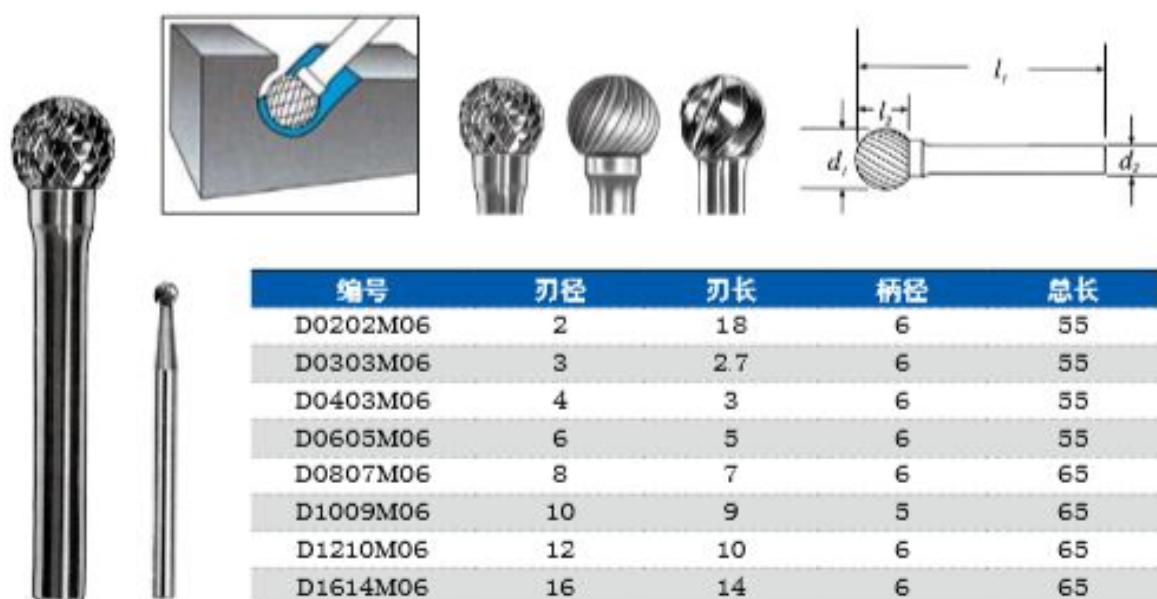 l₁
l₂
d₁
d₂
编号 刃径 刃长 柄径 总长
D0202M06 2 18 6 55
D0303M06 3 2.7 6 55
D0403M06 4 3 6 55
D0605M06 6 5 6 55
D0807M06 8 7 6 65
D1009M06 10 9 5 65
D1210M06 12 10 6 65
D1614M06 16 14 6 65